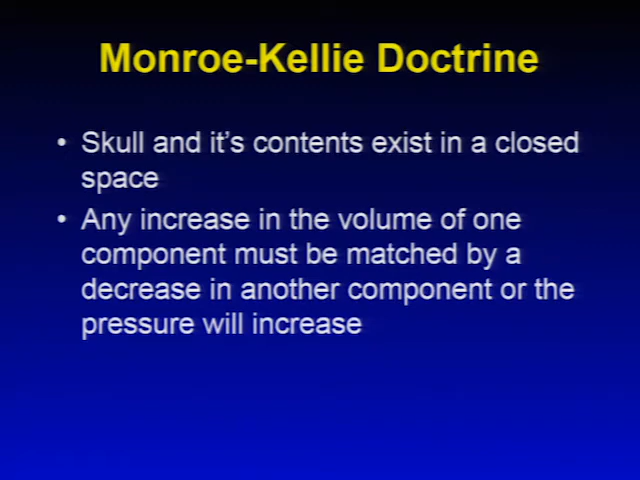 Monroe-Kellie Doctrine
• Skull and it’s contents exist in a closed
space
• Any increase in the volume of one
component must be matched by a
decrease in another component or the
pressure will increase